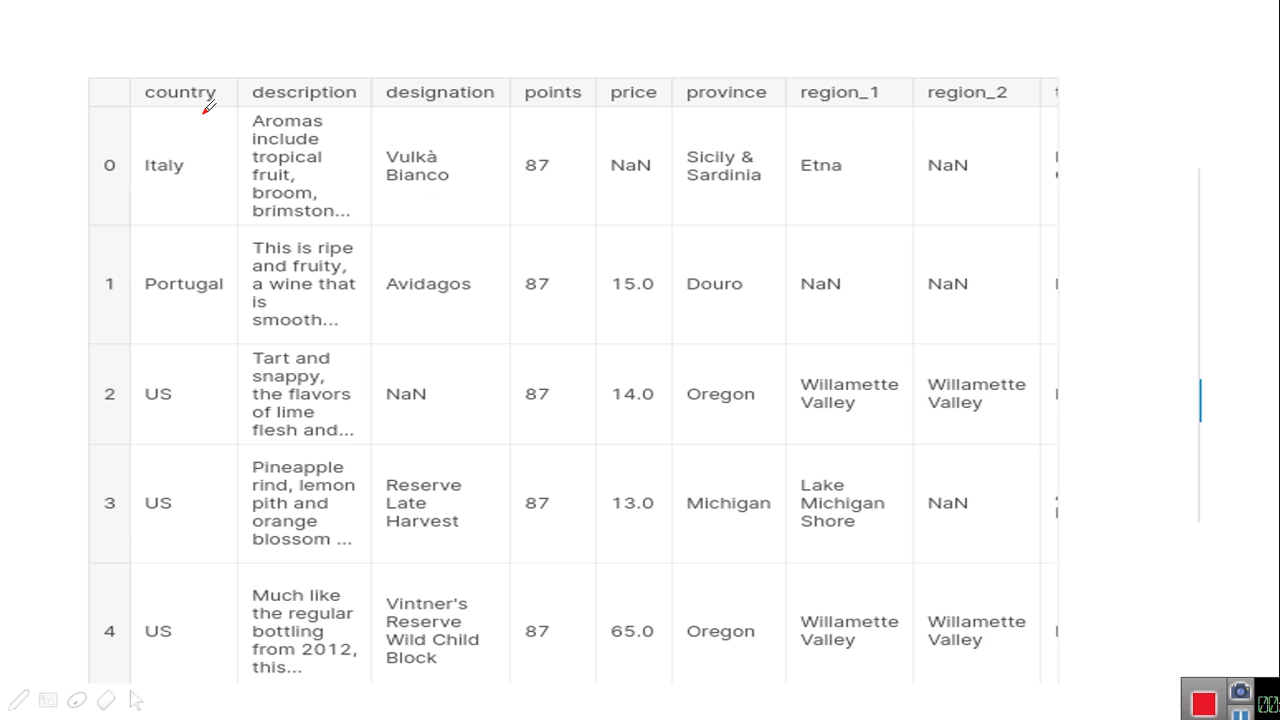 country description designation points price province region_1 region_2
0 Italy Aromas include tropical fruit, broom, brimston... Vulkà Bianco 87 NaN Sicily & Sardinia Etna NaN
1 Portugal This is ripe and fruity, a wine that is smooth... Avidagos 87 15.0 Douro NaN NaN
2 US Tart and snappy, the flavors of lime flesh and... NaN 87 14.0 Oregon Willamette Valley Willamette Valley
3 US Pineapple rind, lemon pith and orange blossom ... Reserve Late Harvest 87 13.0 Michigan Lake Michigan Shore NaN
4 US Much like the regular bottling from 2012, this... Vintner's Reserve Wild Child Block 87 65.0 Oregon Willamette Valley Willamette Valley